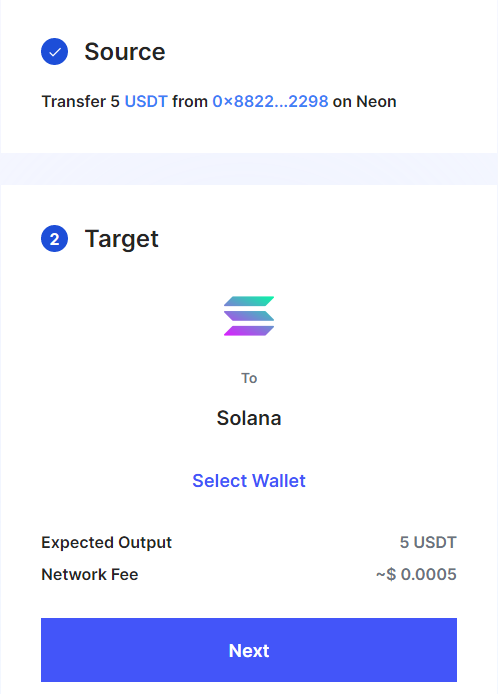 Source
Transfer 5 USDT from 0×8822...2298 on Neon
2 Target
To
Solana
Select Wallet
Expected Output 5 USDT
Network Fee ~$ 0.0005
Next